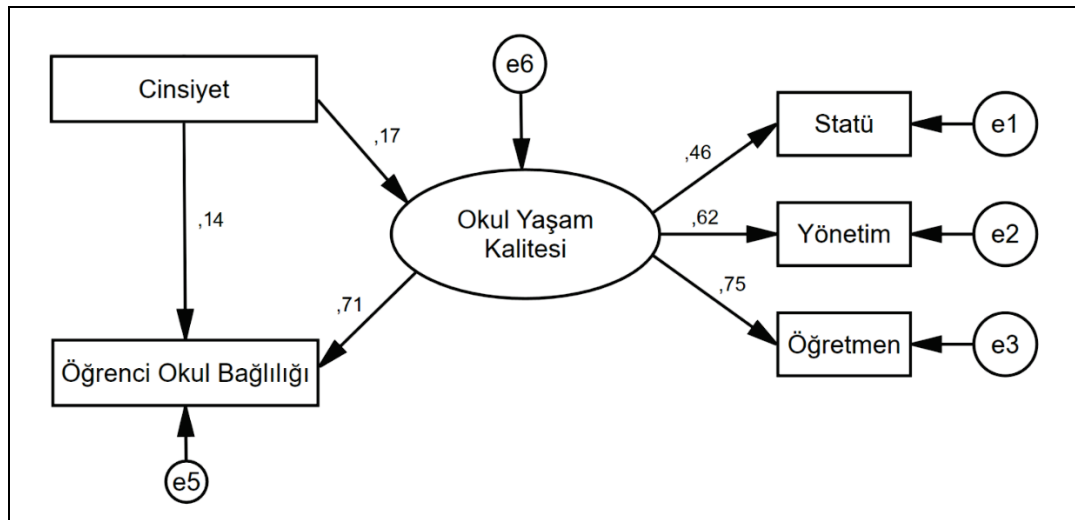 Cinsiyet
e6
Statü
e1
,17
,46
Okul Yaşam
Kalitesi
,62
Yönetim
e2
,14
,75
,71
Öğretmen
e3
Öğrenci Okul Bağlılığı
e5